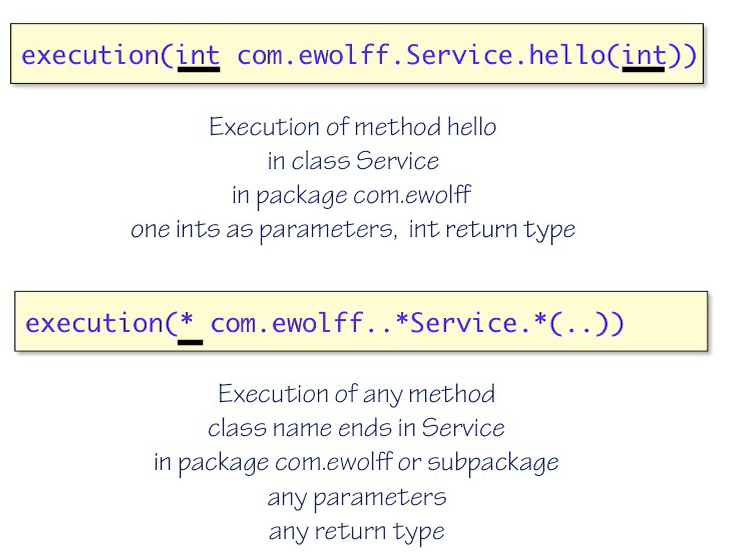 execution(int com.ewolff.Service.hello(int))
Execution of method hello
in class Service
in package com.ewolff
one ints as parameters, int return type
execution(* com.ewolff..*Service.*(..))
Execution of any method
class name ends in Service
in package com.ewolff or subpackage
any parameters
any return type